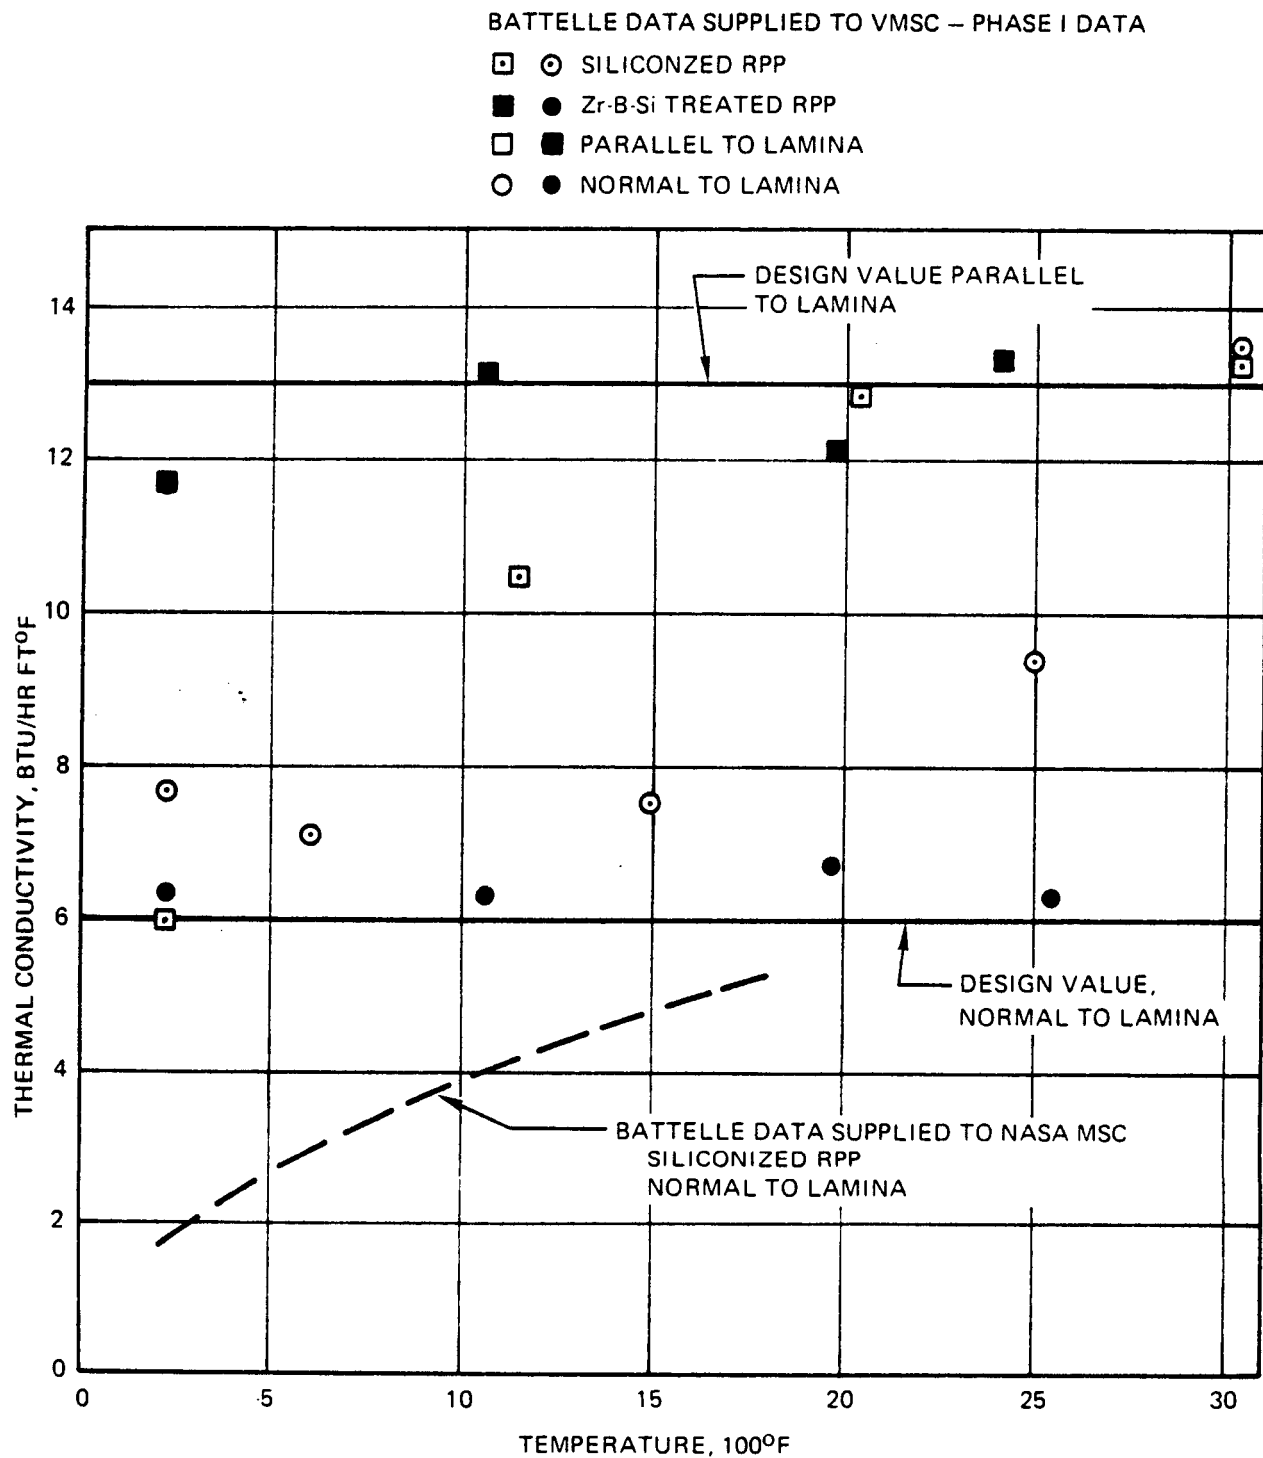 BATTELLE DATA SUPPLIED TO VMSC – PHASE I DATA
SILICONZED RPP
Zr-B-Si TREATED RPP
PARALLEL TO LAMINA
NORMAL TO LAMINA
DESIGN VALUE PARALLEL
TO LAMINA
14
12
10
8
6
4
2
0
THERMAL CONDUCTIVITY, BTU/HR FT°F
DESIGN VALUE,
NORMAL TO LAMINA
BATTELLE DATA SUPPLIED TO NASA MSC
SILICONIZED RPP
NORMAL TO LAMINA
0 5 10 15 20 25 30
TEMPERATURE, 100°F